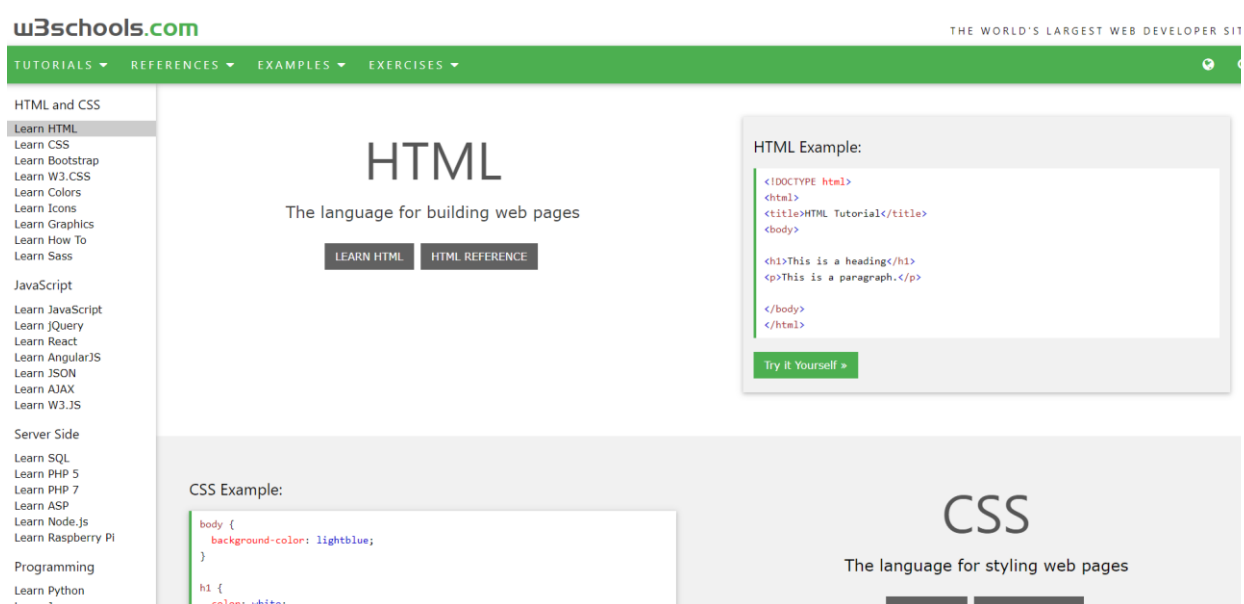 w3schools.com
THE WORLD'S LARGEST WEB DEVELOPER SIT
TUTORIALS REFERENCES EXAMPLES EXERCISES
HTML and CSS
Learn HTML
Learn CSS
Learn Bootstrap
Learn W3.CSS
Learn Colors
Learn Icons
Learn Graphics
Learn How To
Learn Sass
JavaScript
Learn JavaScript
Learn jQuery
Learn React
Learn AngularJS
Learn JSON
Learn AJAX
Learn W3.JS
Server Side
Learn SQL
Learn PHP 5
Learn PHP 7
Learn ASP
Learn Node.js
Learn Raspberry Pi
Programming
Learn Python
HTML
The language for building web pages
LEARN HTML HTML REFERENCE
HTML Example:
<!DOCTYPE html>
<html>
<title>HTML Tutorial</title>
<body>
<h1>This is a heading</h1>
<p>This is a paragraph.</p>
</body>
</html>
Try it Yourself »
CSS Example:
body {
background-color: lightblue;
}
h1 {
color: white;
CSS
The language for styling web pages